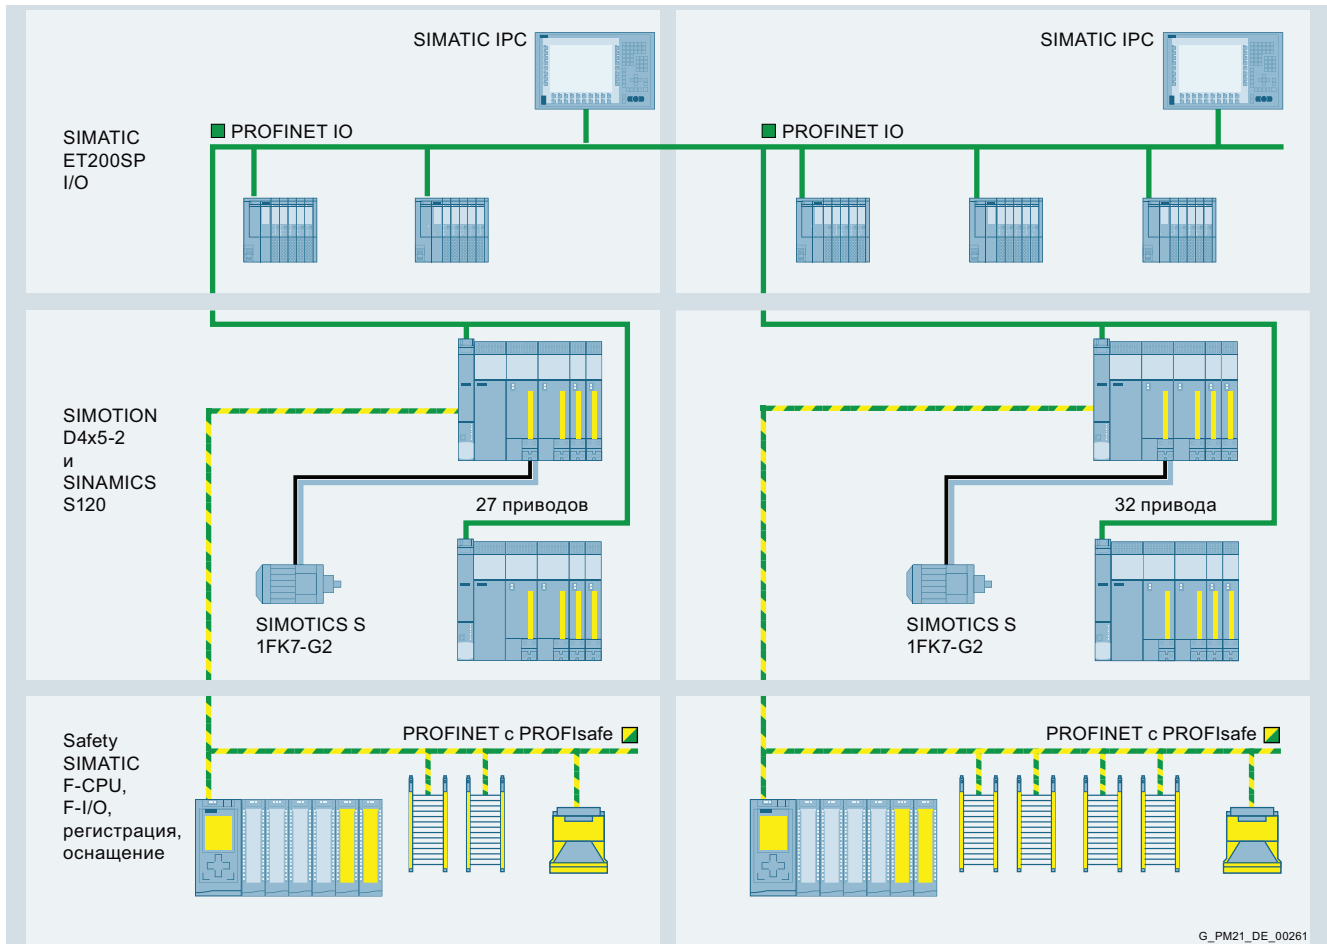 SIMATIC IPC
SIMATIC IPC
PROFINET IO
PROFINET IO
SIMATIC
ET200SP
I/O
SIMOTION
D4x5-2
и
SINAMICS
S120
27 приводов
32 привода
SIMOTICS S
1FK7-G2
SIMOTICS S
1FK7-G2
PROFINET с PROFIsafe
PROFINET с PROFIsafe
Safety
SIMATIC
F-CPU,
F-I/O,
регистрация,
оснащение
G_PM21_DE_00261